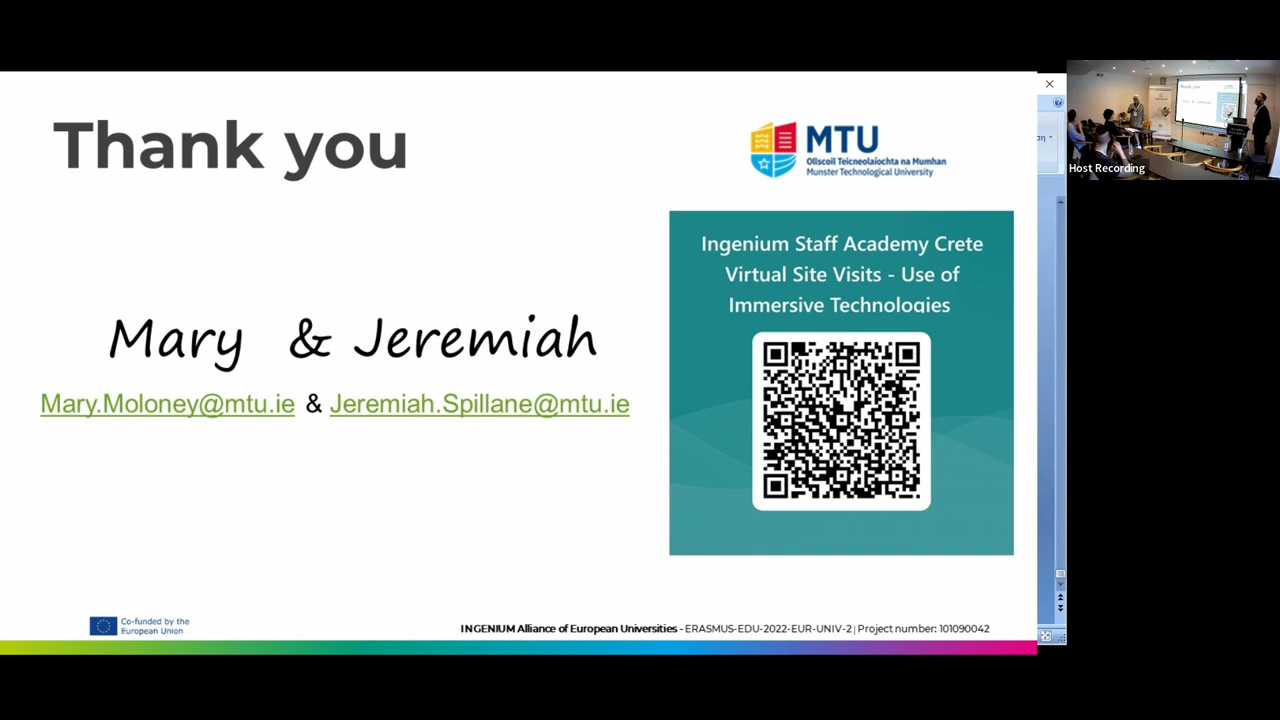 Thank you
MTU
Ollscoil Teicneolaíochta na Mumhan
Munster Technological University
Ingenium Staff Academy Crete
Virtual Site Visits - Use of
Immersive Technologies
Mary & Jeremiah
Mary.Moloney@mtu.ie & Jeremiah.Spillane@mtu.ie
Co-funded by the
European Union
INGENIUM Alliance of European Universities - ERASMUS-EDU-2022-EUR-UNIV-2 | Project number: 101090042
Host Recording